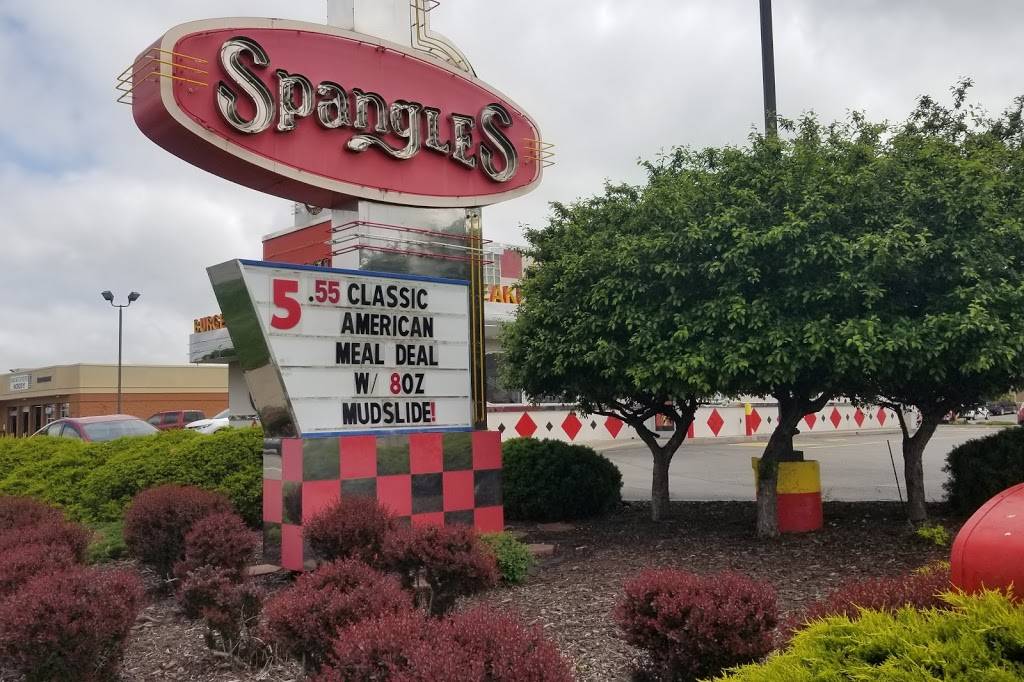 Spangles
5.55 CLASSIC
AMERICAN
MEAL DEAL
W/ 8OZ
MUDSLIDE!